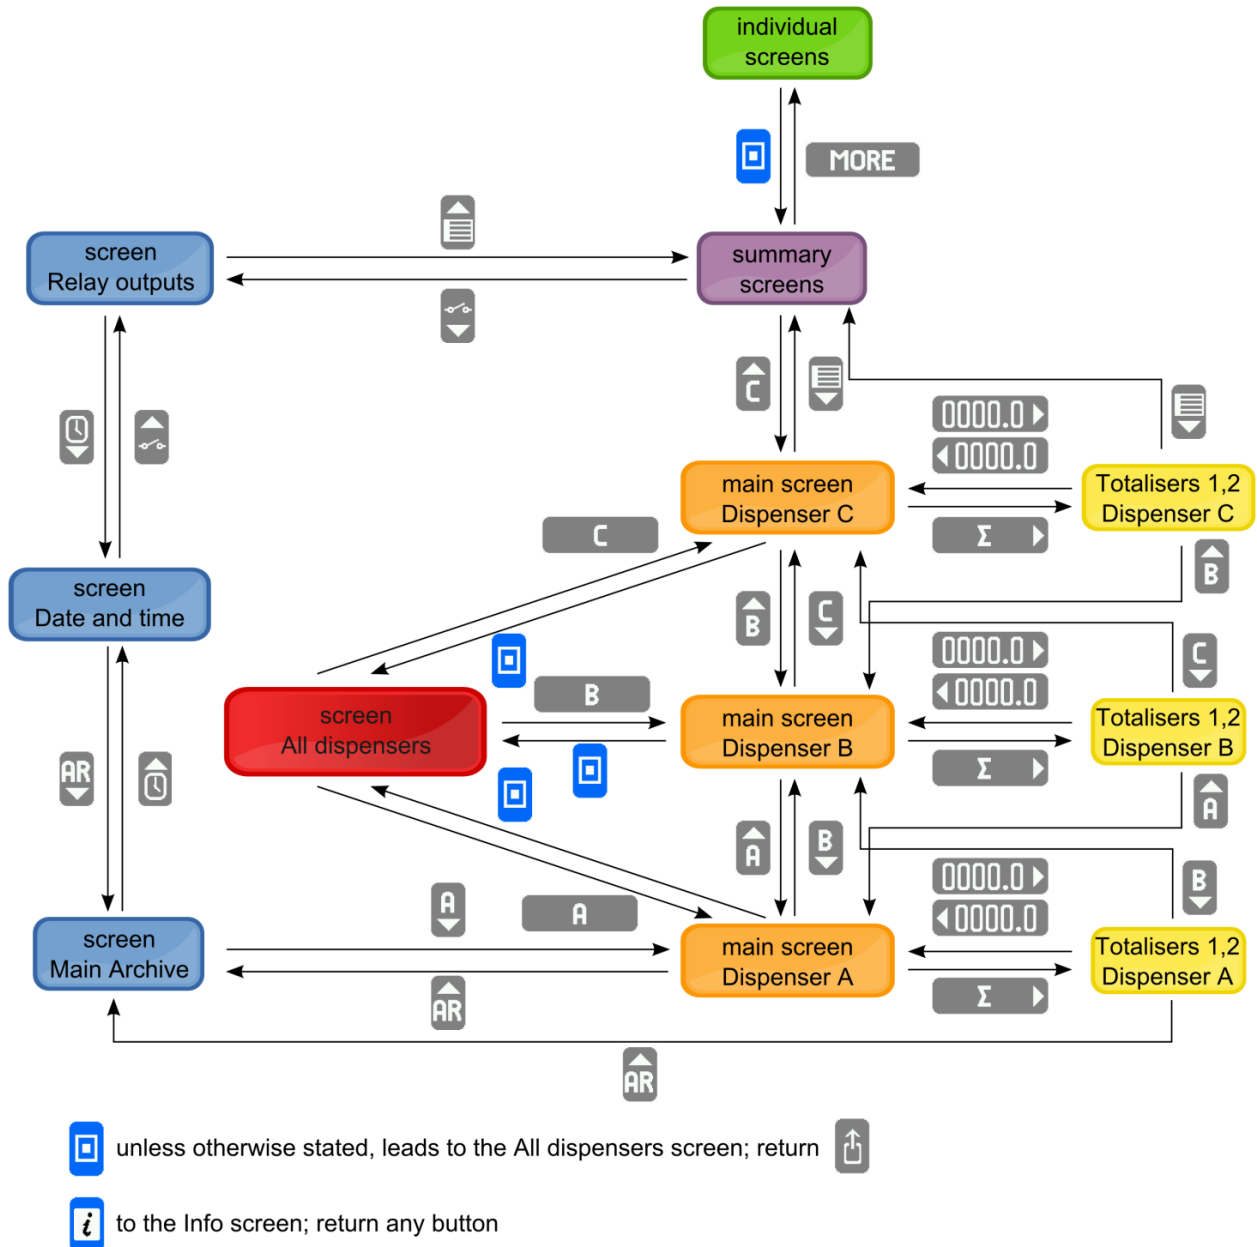 individual
screens
MORE
screen
Relay outputs
summary
screens
C
0000.0
0000.0
main screen
Dispenser C
Totalisers 1,2
Dispenser C
C
Σ
B
screen
Date and time
B
C
0000.0
C
0000.0
B
screen
All dispensers
main screen
Dispenser B
Totalisers 1,2
Dispenser B
Σ
AR
A
A
B
0000.0
B
A
A
0000.0
screen
Main Archive
main screen
Dispenser A
Totalisers 1,2
Dispenser A
AR
Σ
AR
unless otherwise stated, leads to the All dispensers screen; return
i to the Info screen; return any button